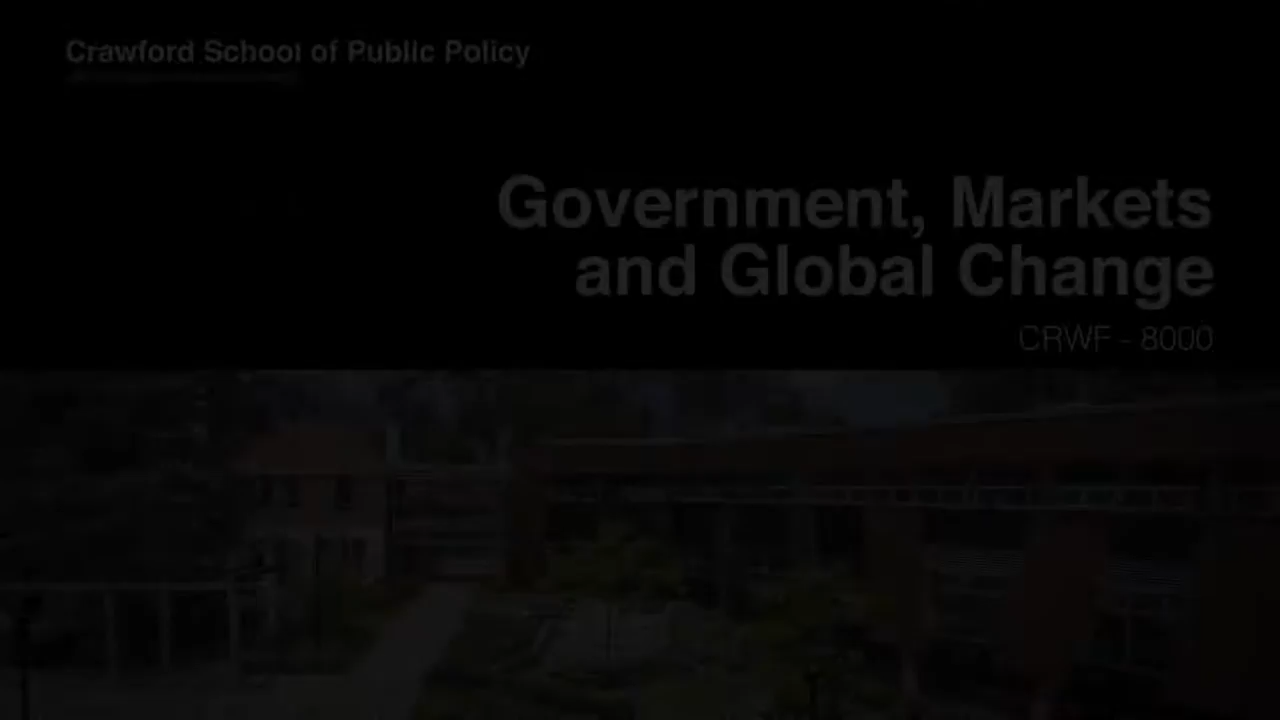 Crawford School of Public Policy
Government, Markets
and Global Change
CRWF - 8000